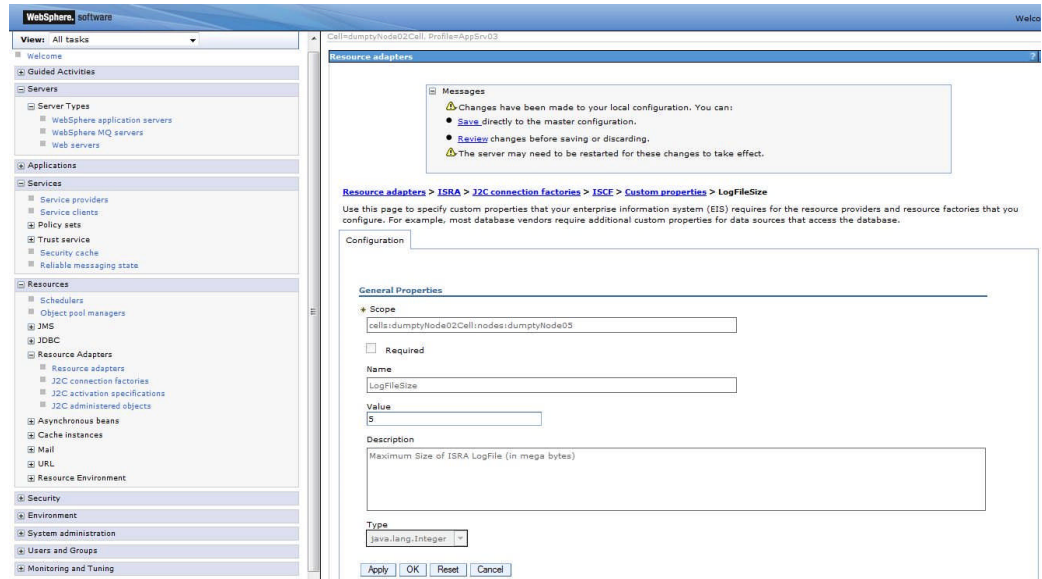 WebSphere. software
Welco
View: All tasks
Cell=dumptyNode02Cell, Profile=AppSrv03
Welcome
Guided Activities
Servers
Server Types
WebSphere application servers
WebSphere MQ servers
Web servers
Applications
Services
Service providers
Service clients
Policy sets
Trust service
Security cache
Reliable messaging state
Resources
Schedulers
Object pool managers
JMS
JDBC
Resource Adapters
Resource adapters
J2C connection factories
J2C activation specifications
J2C administered objects
Asynchronous beans
Cache instances
Mail
URL
Resource Environment
Security
Environment
System administration
Users and Groups
Monitoring and Tuning
Resource adapters ?
Messages
Changes have been made to your local configuration. You can:
Save directly to the master configuration.
Review changes before saving or discarding.
The server may need to be restarted for these changes to take effect.
Resource adapters > ISRA > J2C connection factories > ISCF > Custom properties > LogFileSize
Use this page to specify custom properties that your enterprise information system (EIS) requires for the resource providers and resource factories that you
configure. For example, most database vendors require additional custom properties for data sources that access the database.
Configuration
General Properties
* Scope
cells:dumptyNode02Cell:nodes:dumptyNode05
Required
Name
LogFileSize
Value
5
Description
Maximum Size of ISRA LogFile (in mega bytes)
Type
java.lang.Integer
Apply OK Reset Cancel